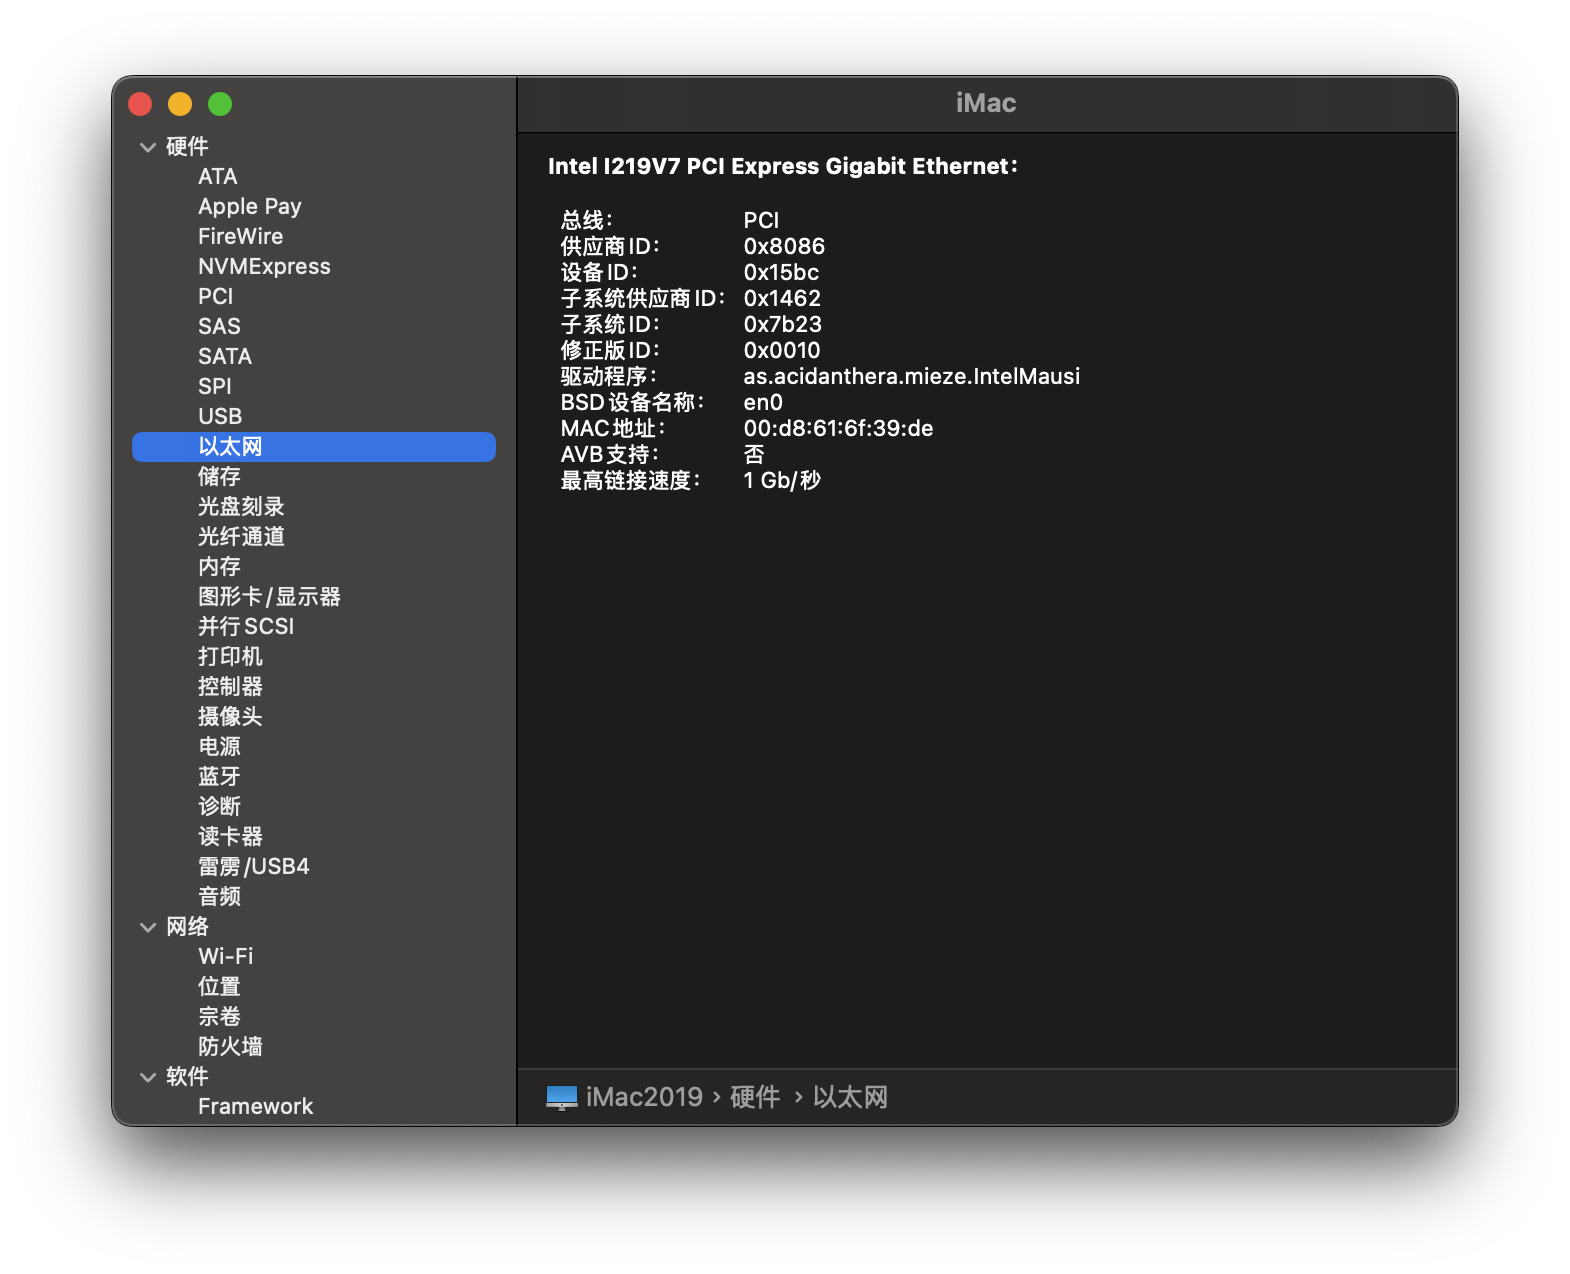 硬件
ATA
Apple Pay
FireWire
NVMExpress
PCI
SAS
SATA
SPI
USB
以太网
储存
光盘刻录
光纤通道
内存
图形卡/显示器
并行SCSI
打印机
控制器
摄像头
电源
蓝牙
诊断
读卡器
雷雳/USB4
音频
网络
Wi-Fi
位置
宗卷
防火墙
软件
Framework
iMac
Intel I219V7 PCI Express Gigabit Ethernet：
总线： PCI
供应商ID： 0x8086
设备ID： 0x15bc
子系统供应商ID： 0x1462
子系统ID： 0x7b23
修正版ID： 0x0010
驱动程序： as.acidanthera.mieze.IntelMausi
BSD设备名称： en0
MAC地址： 00:d8:61:6f:39:de
AVB支持： 否
最高链接速度： 1 Gb/秒
iMac2019 › 硬件 › 以太网